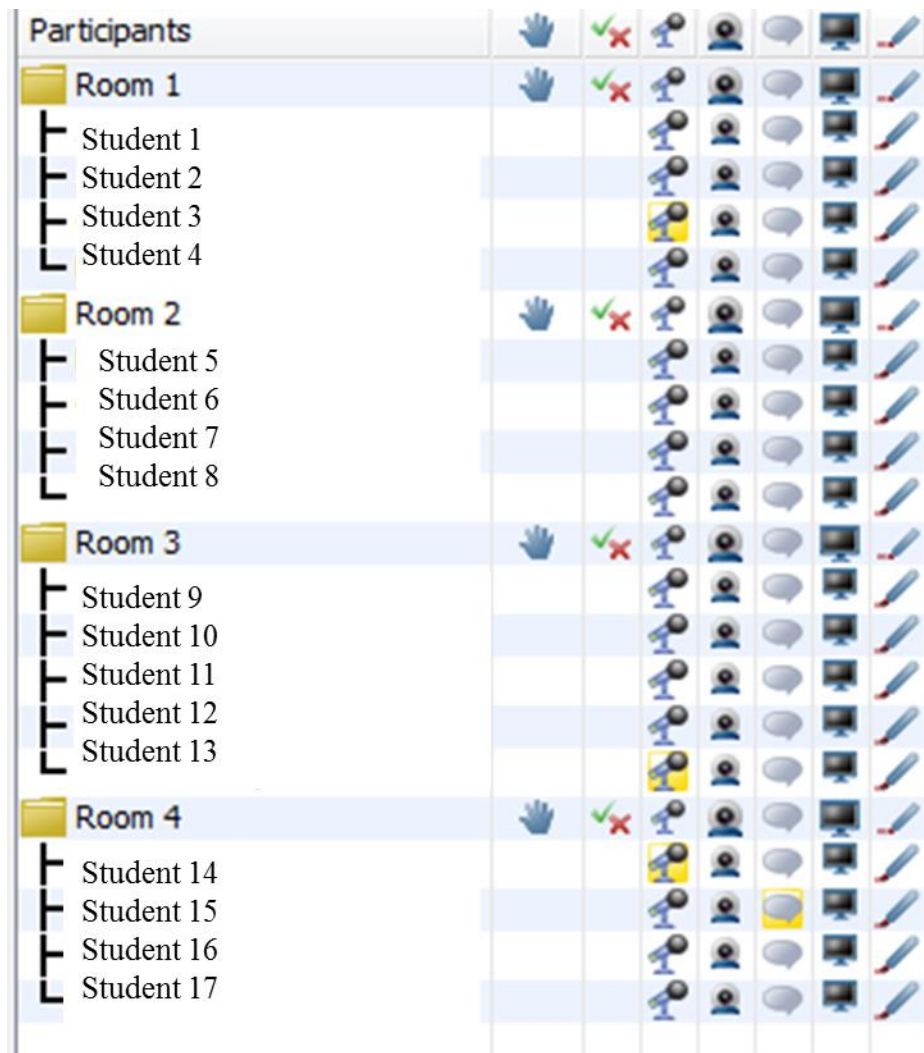 Participants
Room 1
Student 1
Student 2
Student 3
Student 4
Room 2
Student 5
Student 6
Student 7
Student 8
Room 3
Student 9
Student 10
Student 11
Student 12
Student 13
Room 4
Student 14
Student 15
Student 16
Student 17